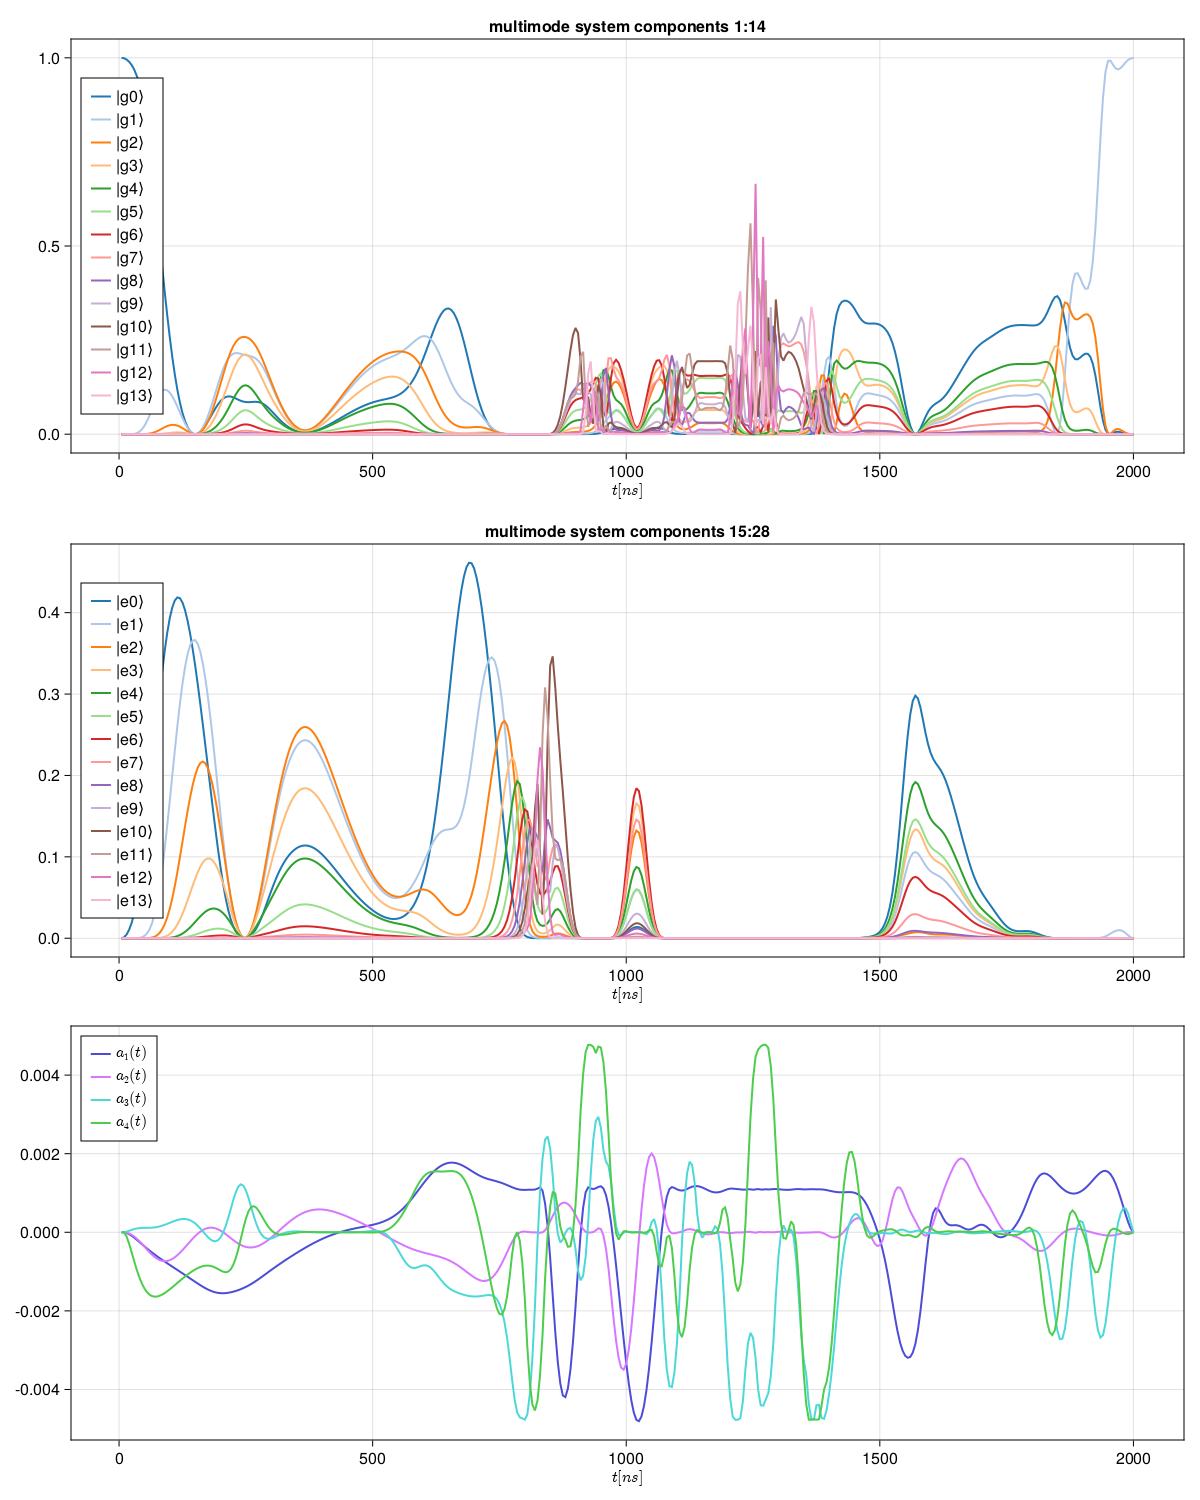 multimode system components 1:14
1.0
0.5
0.0
|g0⟩
|g1⟩
|g2⟩
|g3⟩
|g4⟩
|g5⟩
|g6⟩
|g7⟩
|g8⟩
|g9⟩
|g10⟩
|g11⟩
|g12⟩
|g13⟩
0 500 1000 1500 2000
t[ns]
multimode system components 15:28
0.4
0.3
0.2
0.1
0.0
|e0⟩
|e1⟩
|e2⟩
|e3⟩
|e4⟩
|e5⟩
|e6⟩
|e7⟩
|e8⟩
|e9⟩
|e10⟩
|e11⟩
|e12⟩
|e13⟩
0 500 1000 1500 2000
t[ns]
0.004
0.002
0.000
-0.002
-0.004
a₁(t)
a₂(t)
a₃(t)
a₄(t)
0 500 1000 1500 2000
t[ns]